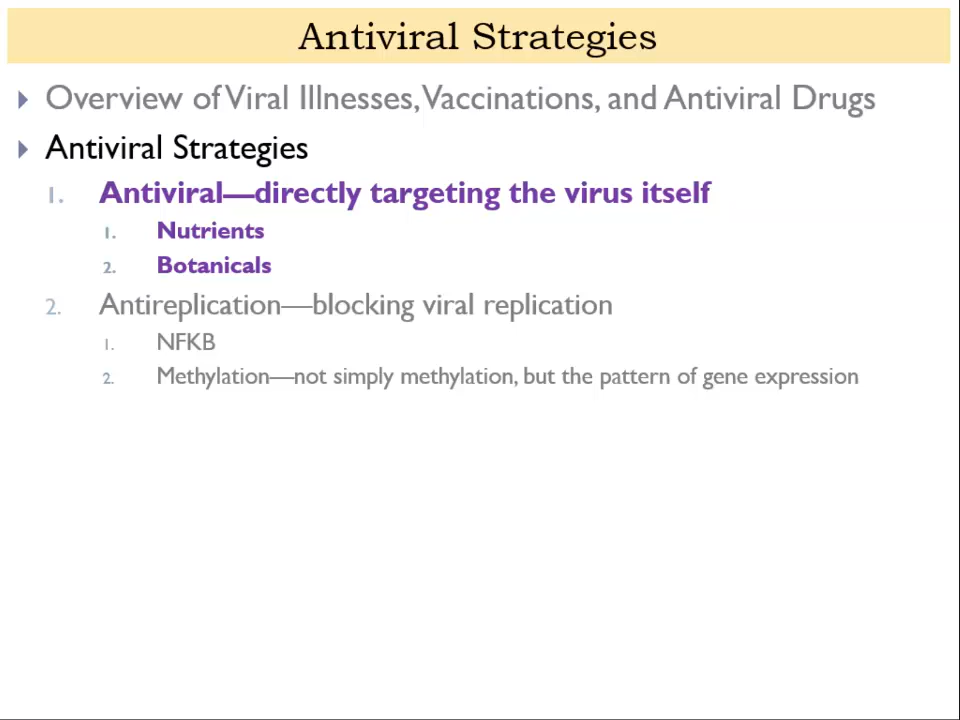 Antiviral Strategies
Overview of Viral Illnesses, Vaccinations, and Antiviral Drugs
Antiviral Strategies
1. Antiviral—directly targeting the virus itself
1. Nutrients
2. Botanicals
2. Antireplication—blocking viral replication
1. NFKB
2. Methylation—not simply methylation, but the pattern of gene expression